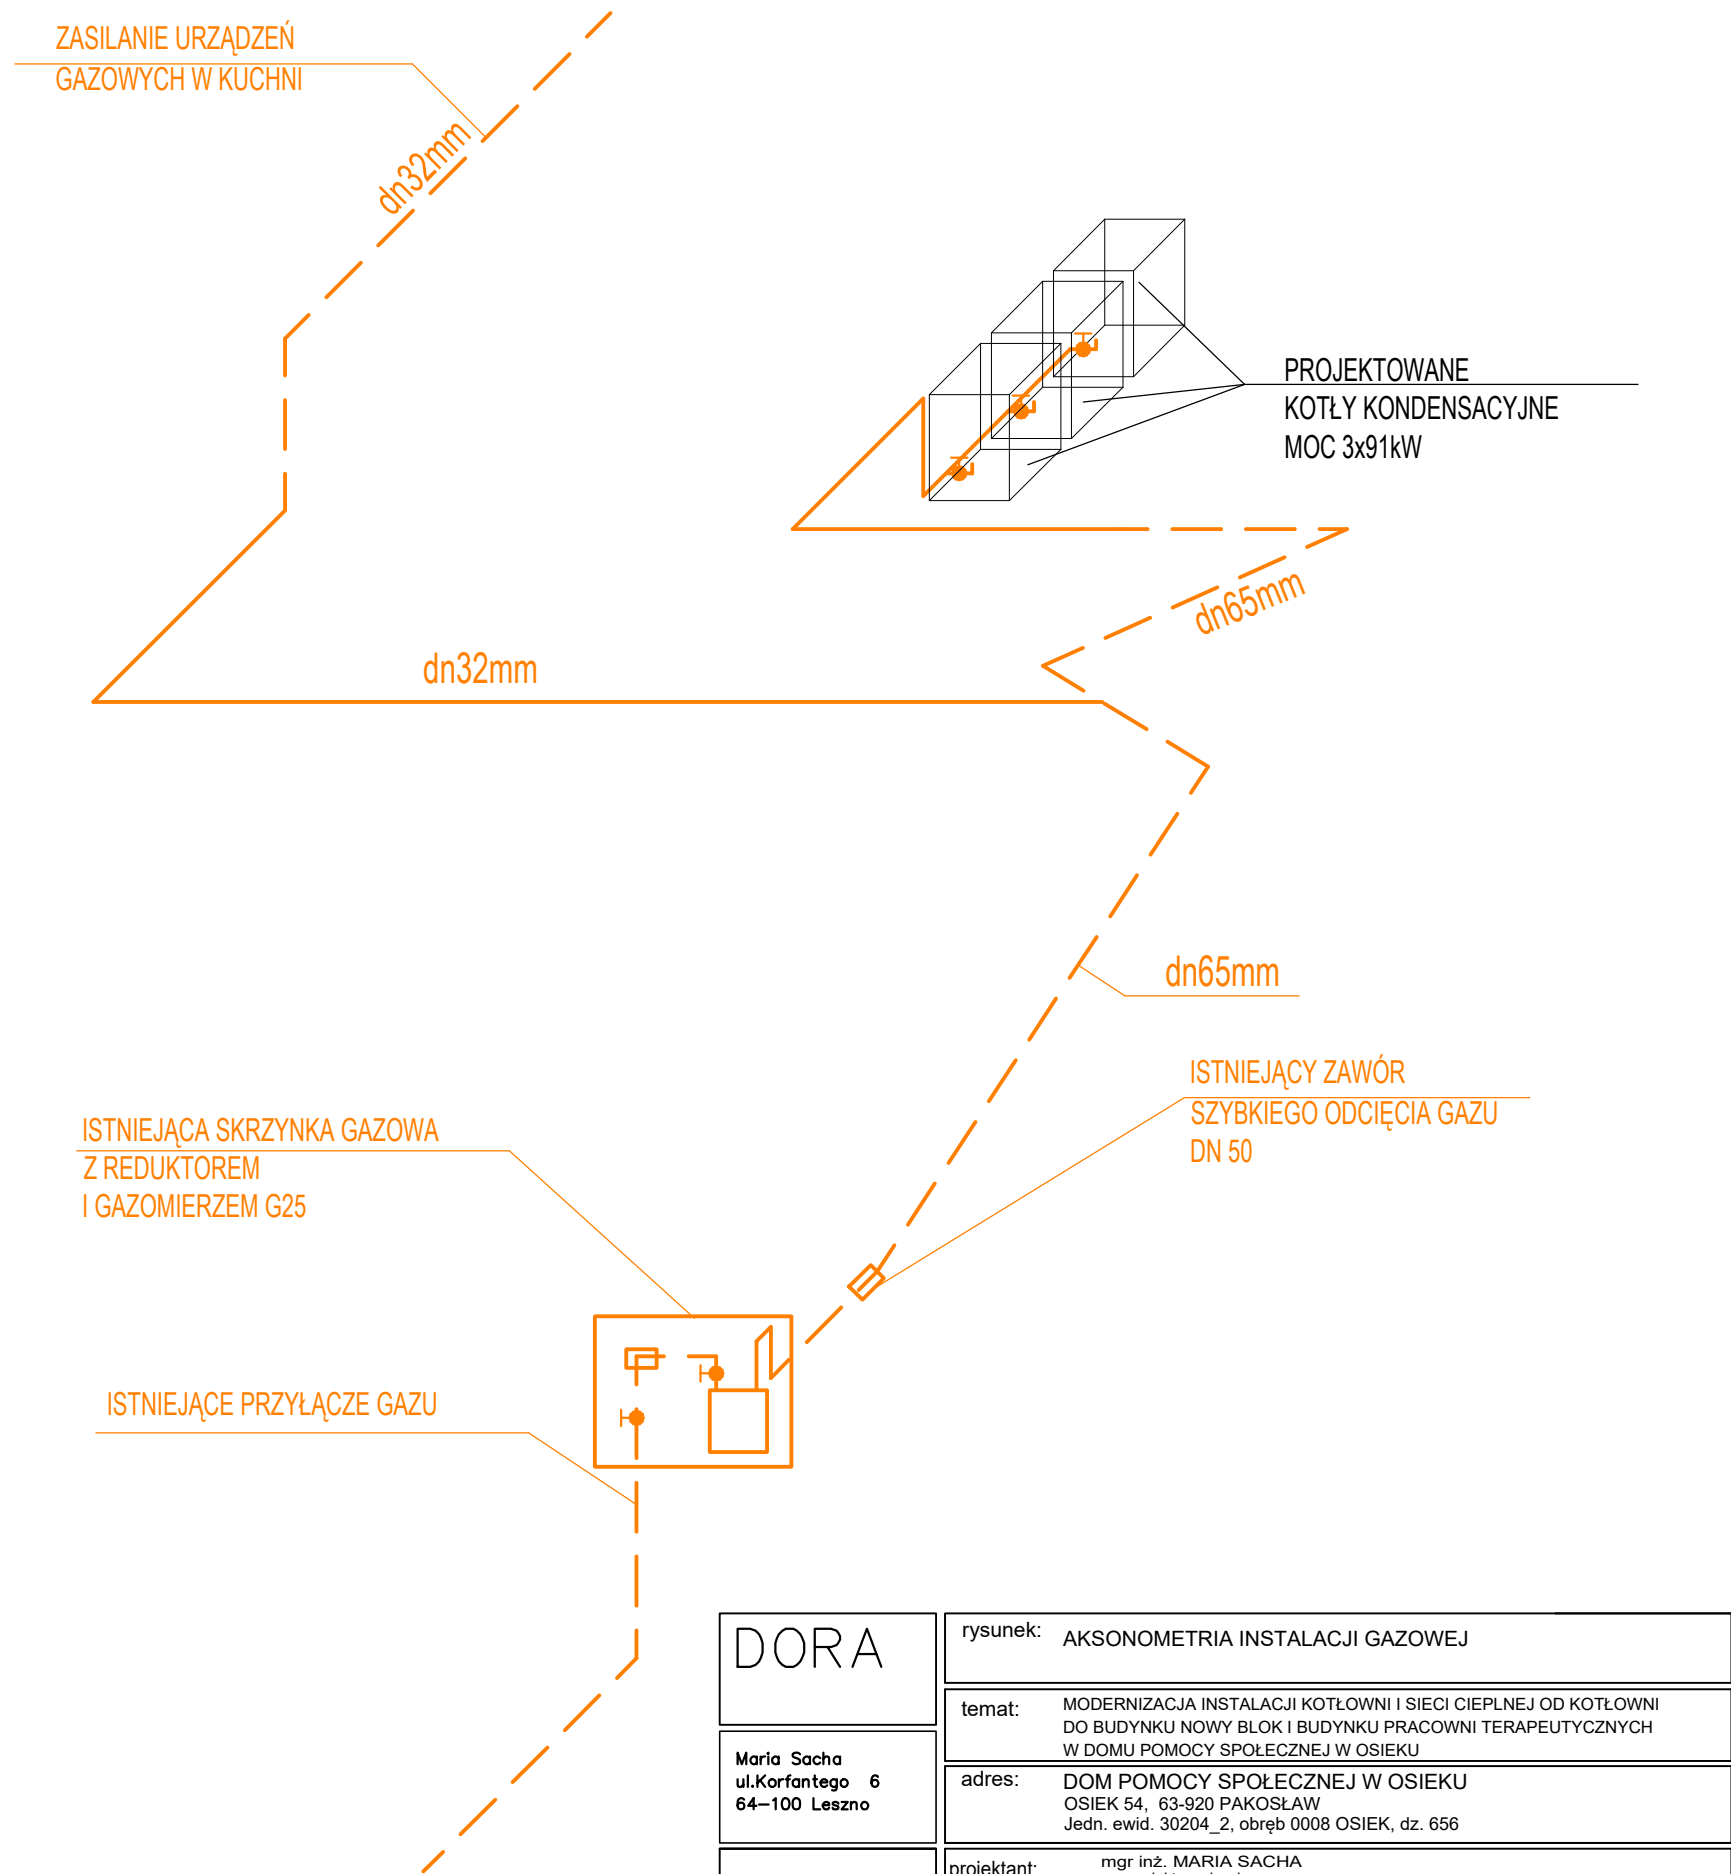 ZASILANIE URZĄDZEŃ
GAZOWYCH W KUCHNI
dn32mm
PROJEKTOWANE
KOTŁY KONDENSACYJNE
MOC 3x91kW
dn65mm
dn32mm
dn65mm
ISTNIEJĄCY ZAWÓR
SZYBKIEGO ODCIĘCIA GAZU
DN 50
ISTNIEJĄCA SKRZYNKA GAZOWA
Z REDUKTOREM
I GAZOMIERZEM G25
ISTNIEJĄCE PRZYŁĄCZE GAZU
DORA
Maria Sacha
ul.Korfantego 6
64-100 Leszno
rysunek: AKSONOMETRIA INSTALACJI GAZOWEJ
temat: MODERNIZACJA INSTALACJI KOTŁOWNI I SIECI CIEPLNEJ OD KOTŁOWNI
DO BUDYNKU NOWY BLOK I BUDYNKU PRACOWNI TERAPEUTYCZNYCH
W DOMU POMOCY SPOŁECZNEJ W OSIEKU
adres: DOM POMOCY SPOŁECZNEJ W OSIEKU
OSIEK 54, 63-920 PAKOSŁAW
Jedn. ewid. 30204_2, obręb 0008 OSIEK, dz. 656
projektant: mgr inż. MARIA SACHA